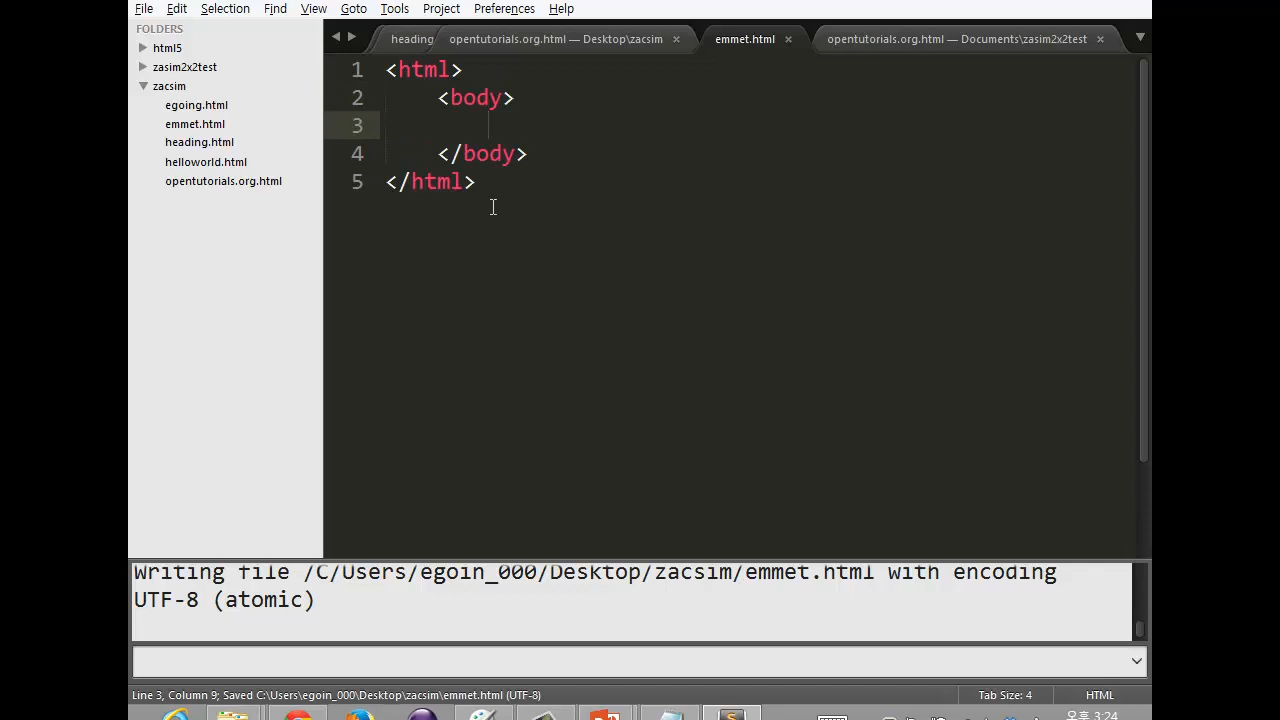 File Edit Selection Find View Goto Tools Project Preferences Help
FOLDERS
html5
zasim2x2test
zacsim
egoing.html
emmet.html
heading.html
helloworld.html
opentutorials.org.html
heading
opentutorials.org.html — Desktop\zacsim
emmet.html
opentutorials.org.html — Documents\zasim2x2test
1 <html>
2 <body>
3
4 </body>
5 </html>
Writing file /C/Users/egoin_000/Desktop/zacsim/emmet.html with encoding
UTF-8 (atomic)
Line 3, Column 9; Saved C:\Users\egoin_000\Desktop\zacsim\emmet.html (UTF-8)
Tab Size: 4
HTML
오후 3:24